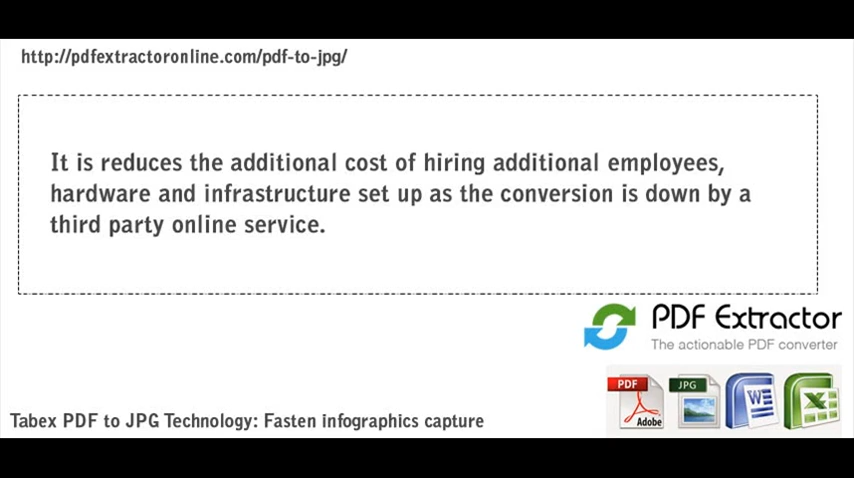 http://pdfextractoronline.com/pdf-to-jpg/
It is reduces the additional cost of hiring additional employees,
hardware and infrastructure set up as the conversion is down by a
third party online service.
PDF Extractor
The actionable PDF converter
PDF
JPG
Adobe
W
X
Tabex PDF to JPG Technology: Fasten infographics capture